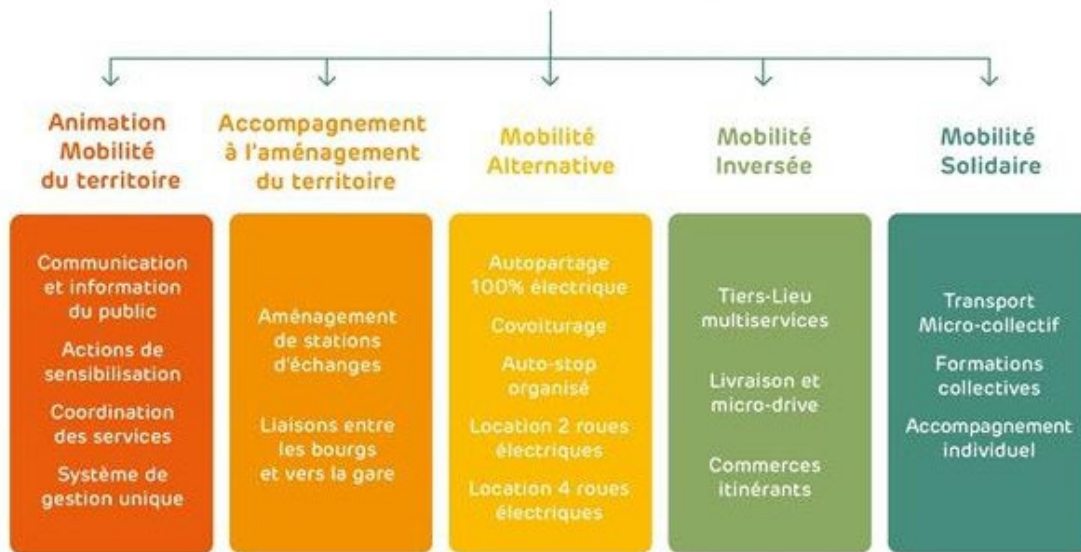 Animation
Mobilité
du territoire
Communication
et information
du public
Actions de
sensibilisation
Coordination
des services
Système de
gestion unique
Accompagnement
à l'aménagement
du territoire
Aménagement
de stations
d'échanges
Liaisons entre
les bourgs
et vers la gare
Mobilité
Alternative
Autopartage
100% électrique
Covoiturage
Auto-stop
organisé
Location 2 roues
électriques
Location 4 roues
électriques
Mobilité
Inversée
Tiers-Lieu
multiservices
Livraison et
micro-drive
Commerces
itinérants
Mobilité
Solidaire
Transport
Micro-collectif
Formations
collectives
Accompagnement
individuel